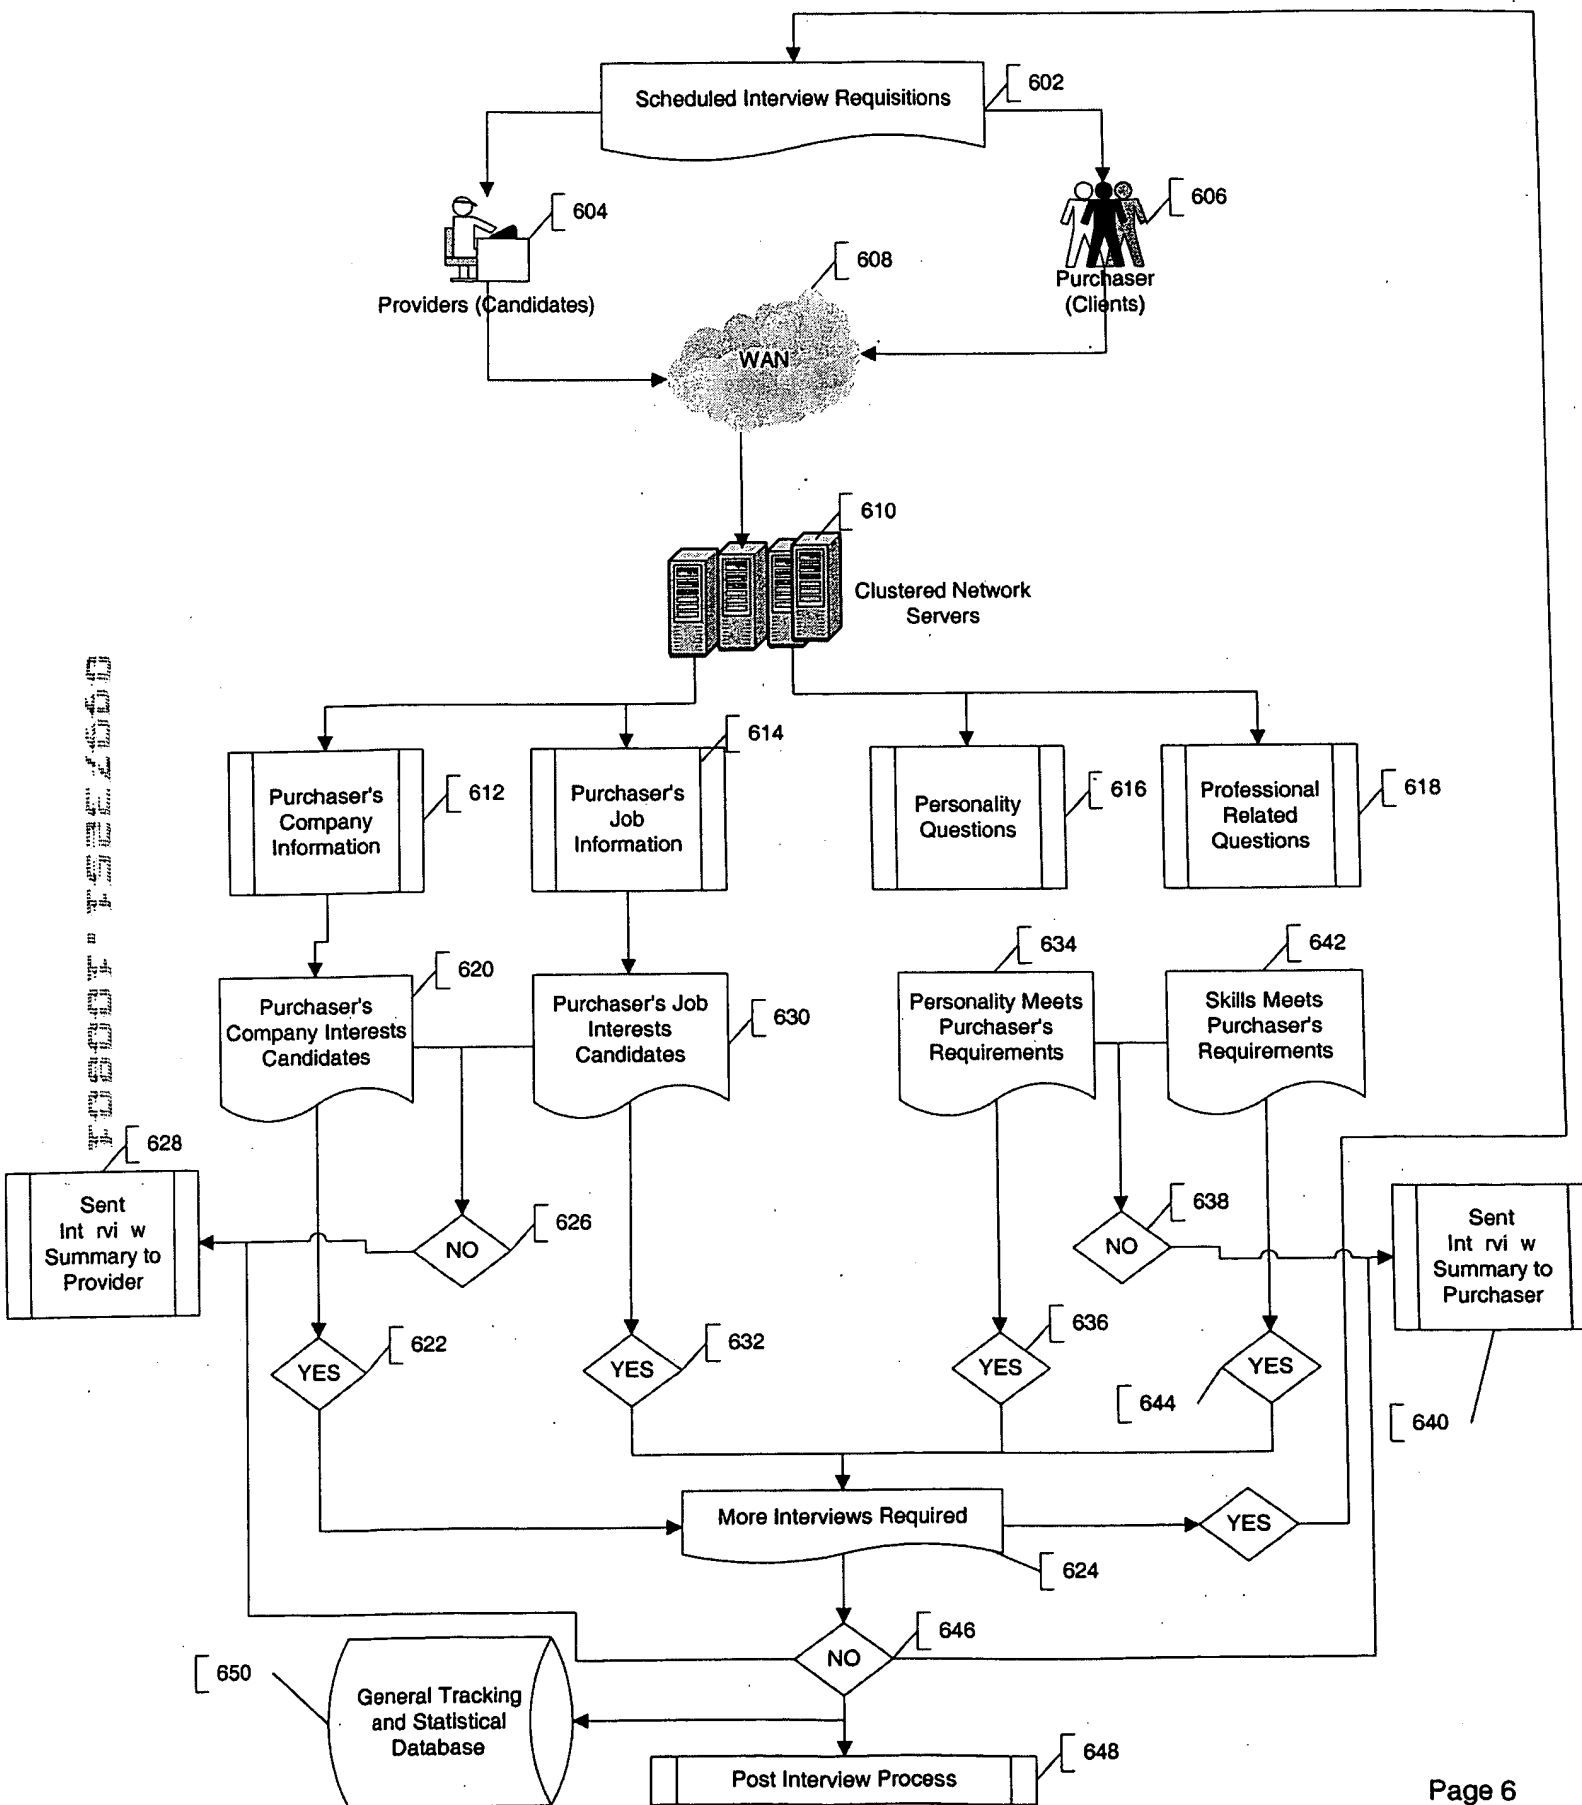 Scheduled Interview Requisitions
602
604
606
Providers (Candidates)
Purchaser
(Clients)
608
WAN
610
Clustered Network
Servers
Purchaser's
Company
Information
612
Purchaser's
Job
Information
614
Personality
Questions
616
Professional
Related
Questions
618
Purchaser's
Company Interests
Candidates
620
Purchaser's Job
Interests
Candidates
630
Personality Meets
Purchaser's
Requirements
634
Skills Meets
Purchaser's
Requirements
642
628
Sent
Int rvi w
Summary to
Provider
NO
626
NO
638
Sent
Int rvi w
Summary to
Purchaser
640
YES
622
YES
632
YES
636
YES
644
More Interviews Required
624
YES
NO
646
650
General Tracking
and Statistical
Database
Post Interview Process
648
Page 6